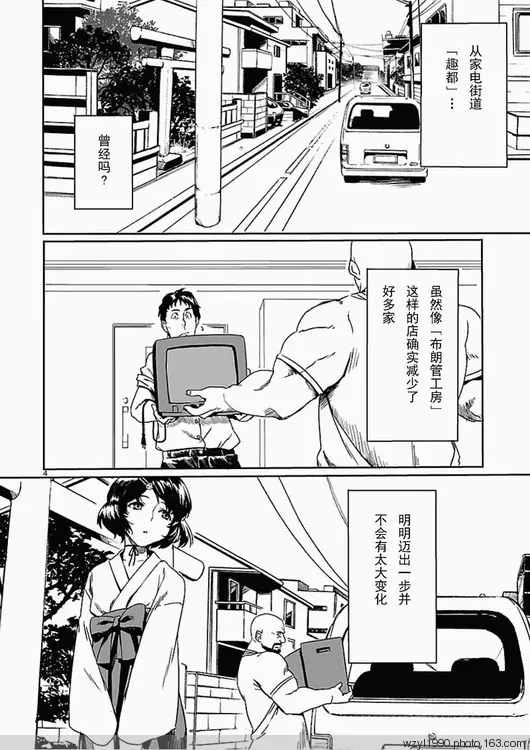 从家电街道
「趣都」…
曾经吗？
虽然像「布朗管工房」
这样的店确实减少了
好多家
4
明明迈出一步并
不会有太大变化
http://wzylj1990.photo.163.com